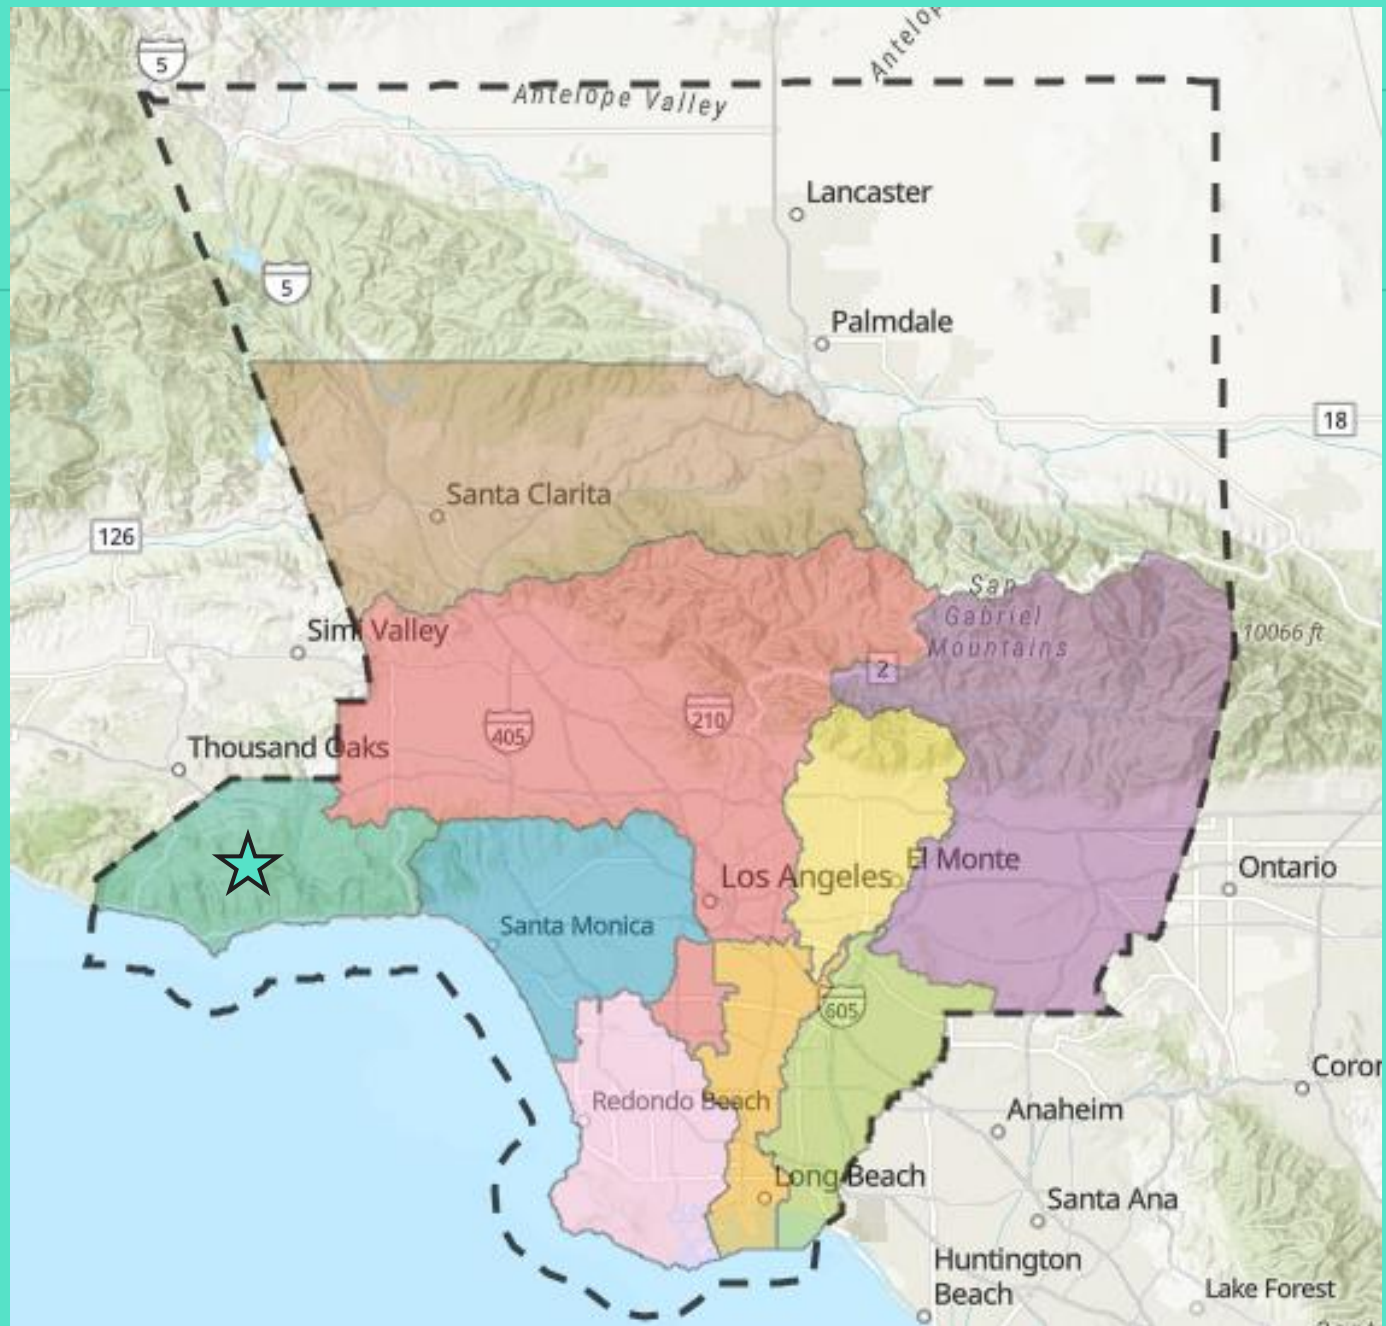 5
Antelop
Antelope Valley
Lancaster
5
Palmdale
18
Santa Clarita
126
San
Gabriel
Mountains
Simi Valley
10066 ft
2
210
405
Thousand Oaks
El Monte
Ontario
Los Angeles
Santa Monica
605
Coror
Redondo Beach
Anaheim
Long Beach
Santa Ana
Huntington
Beach
Lake Forest